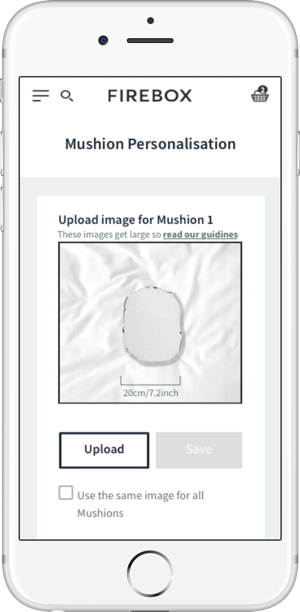 FIREBOX
2
Mushion Personalisation
Upload image for Mushion 1
These images get large so read our guidines
20cm/7.2inch
Upload
Save
Use the same image for all
Mushions